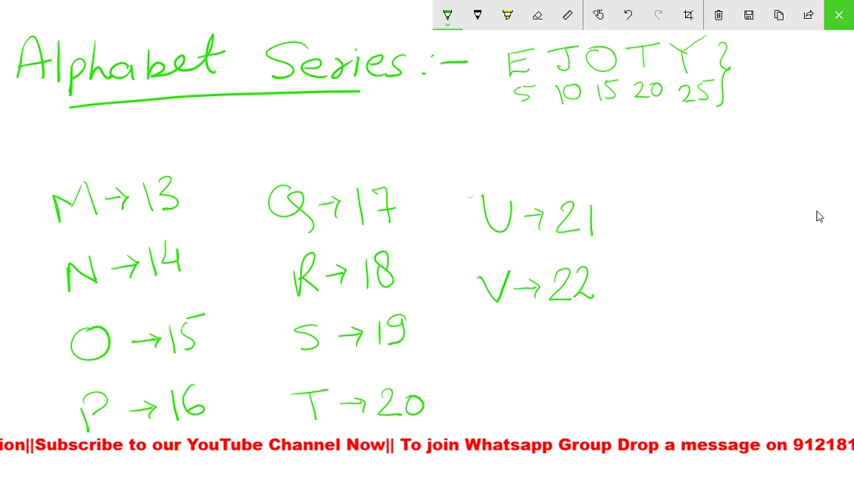 Alphabet Series :-
E J O T Y }
5 10 15 20 25 }
M → 13
N → 14
O → 15
P → 16
Q → 17
R → 18
S → 19
T → 20
U → 21
V → 22
ion||Subscribe to our YouTube Channel Now|| To join Whatsapp Group Drop a message on 912181